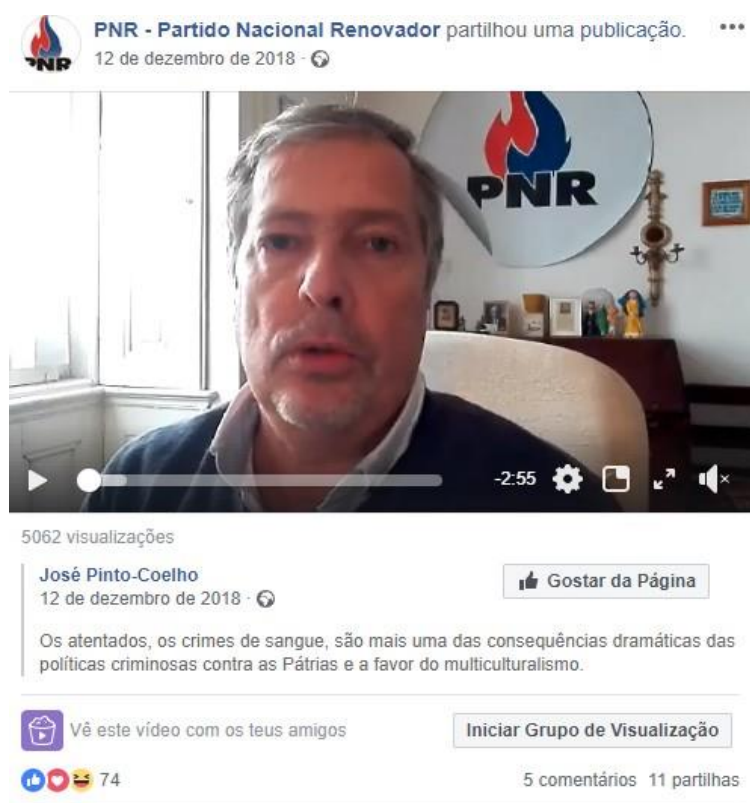 PNR - Partido Nacional Renovador partilhou uma publicação.
12 de dezembro de 2018
PNR
PNR
-2:55
5062 visualizações
José Pinto-Coelho
12 de dezembro de 2018
Gostar da Página
Os atentados, os crimes de sangue, são mais uma das consequências dramáticas das
políticas criminosas contra as Pátrias e a favor do multiculturalismo.
Vê este vídeo com os teus amigos
Iniciar Grupo de Visualização
74
5 comentários 11 partilhas